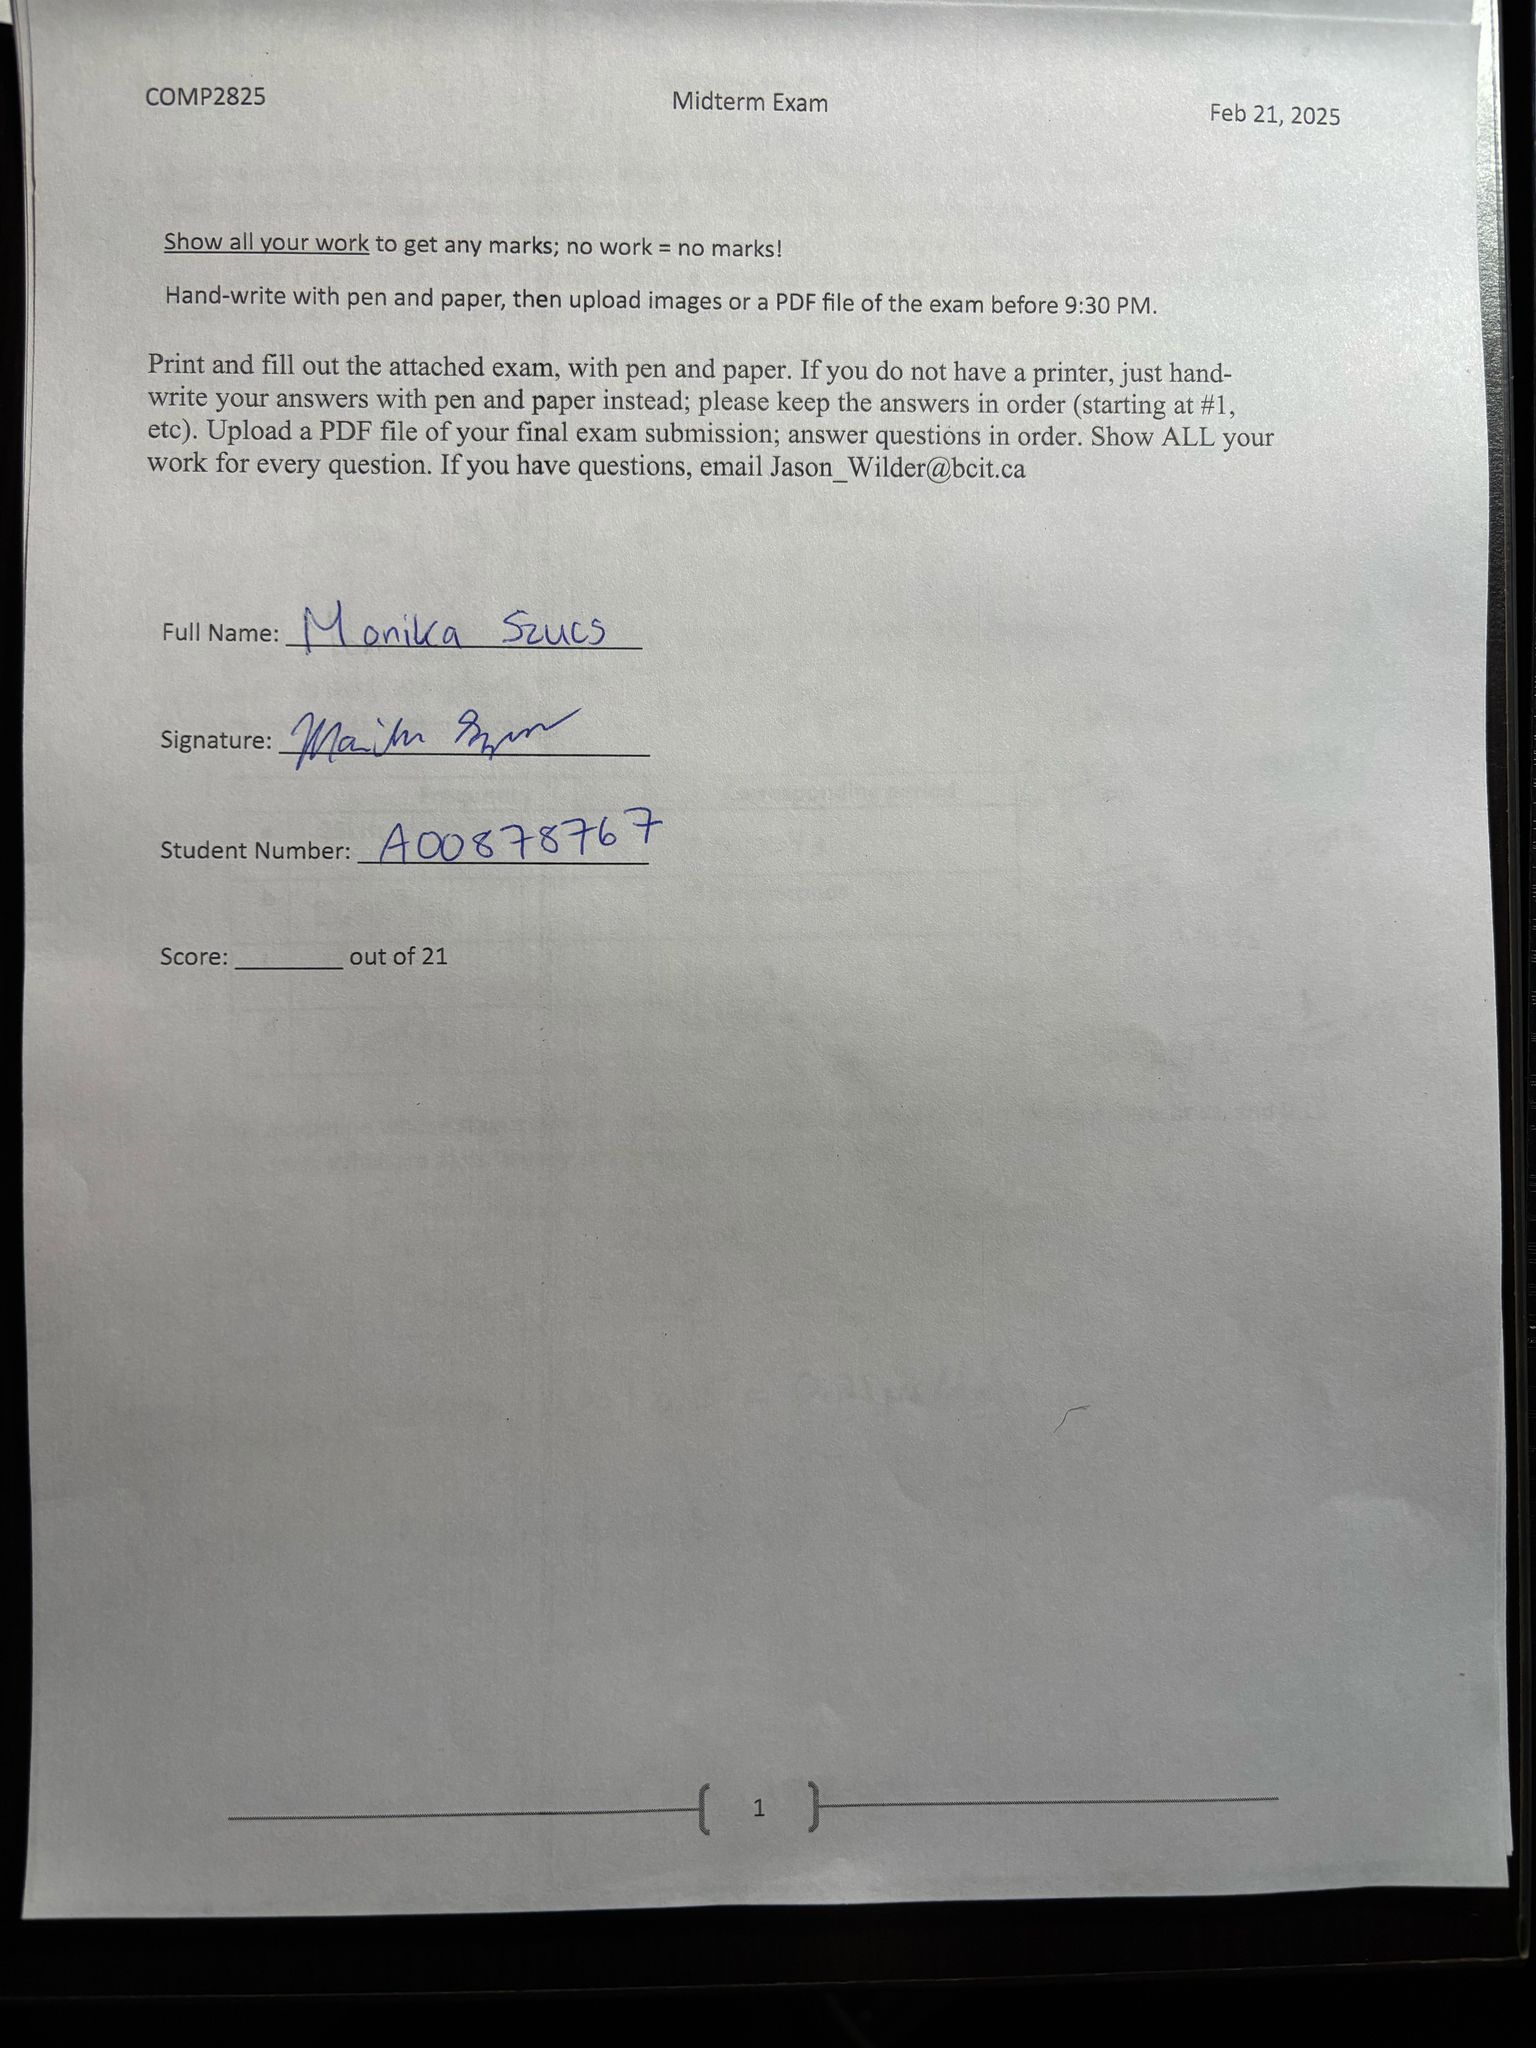 COMP2825 Midterm Exam Feb 21, 2025
Show all your work to get any marks; no work = no marks!
Hand-write with pen and paper, then upload images or a PDF file of the exam before 9:30 PM.
Print and fill out the attached exam, with pen and paper. If you do not have a printer, just hand-
write your answers with pen and paper instead; please keep the answers in order (starting at #1,
etc). Upload a PDF file of your final exam submission; answer questions in order. Show ALL your
work for every question. If you have questions, email Jason_Wilder@bcit.ca
Full Name: Monika Szucs
Signature:
Student Number: A00878767
Score: ________ out of 21
1